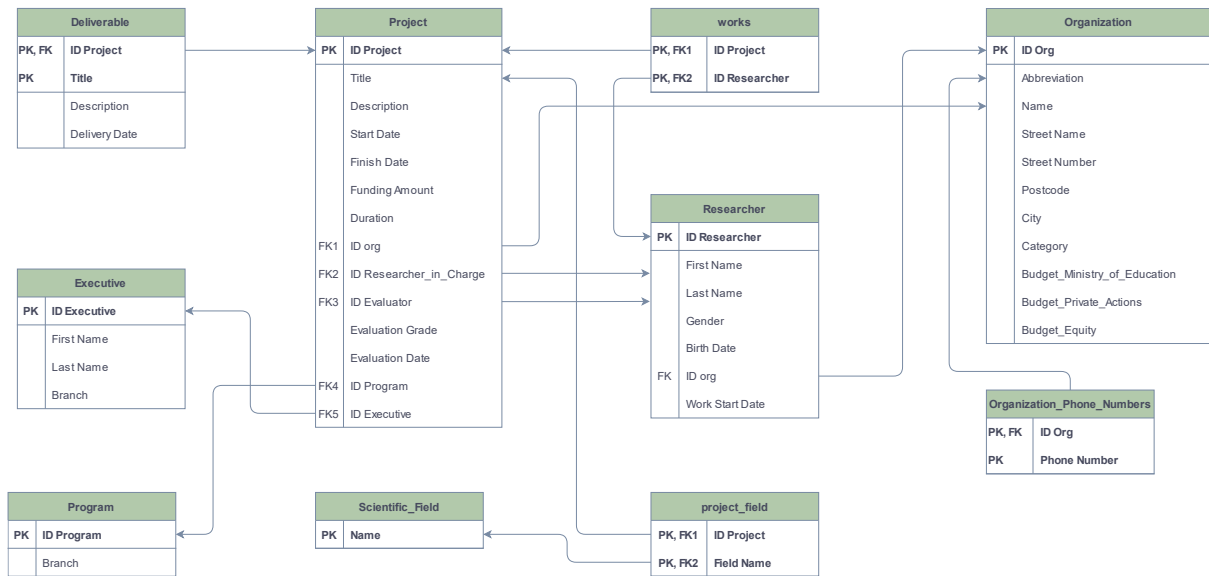 Deliverable
PK, FK ID Project
PK Title
Description
Delivery Date
Project
PK ID Project
Title
Description
Start Date
Finish Date
Funding Amount
Duration
FK1 ID org
FK2 ID Researcher_in_Charge
FK3 ID Evaluator
Evaluation Grade
Evaluation Date
FK4 ID Program
FK5 ID Executive
works
PK, FK1 ID Project
PK, FK2 ID Researcher
Organization
PK ID Org
Abbreviation
Name
Street Name
Street Number
Postcode
City
Category
Budget_Ministry_of_Education
Budget_Private_Actions
Budget_Equity
Researcher
PK ID Researcher
First Name
Last Name
Gender
Birth Date
FK ID org
Work Start Date
Executive
PK ID Executive
First Name
Last Name
Branch
Organization_Phone_Numbers
PK, FK ID Org
PK Phone Number
Program
PK ID Program
Branch
Scientific_Field
PK Name
project_field
PK, FK1 ID Project
PK, FK2 Field Name